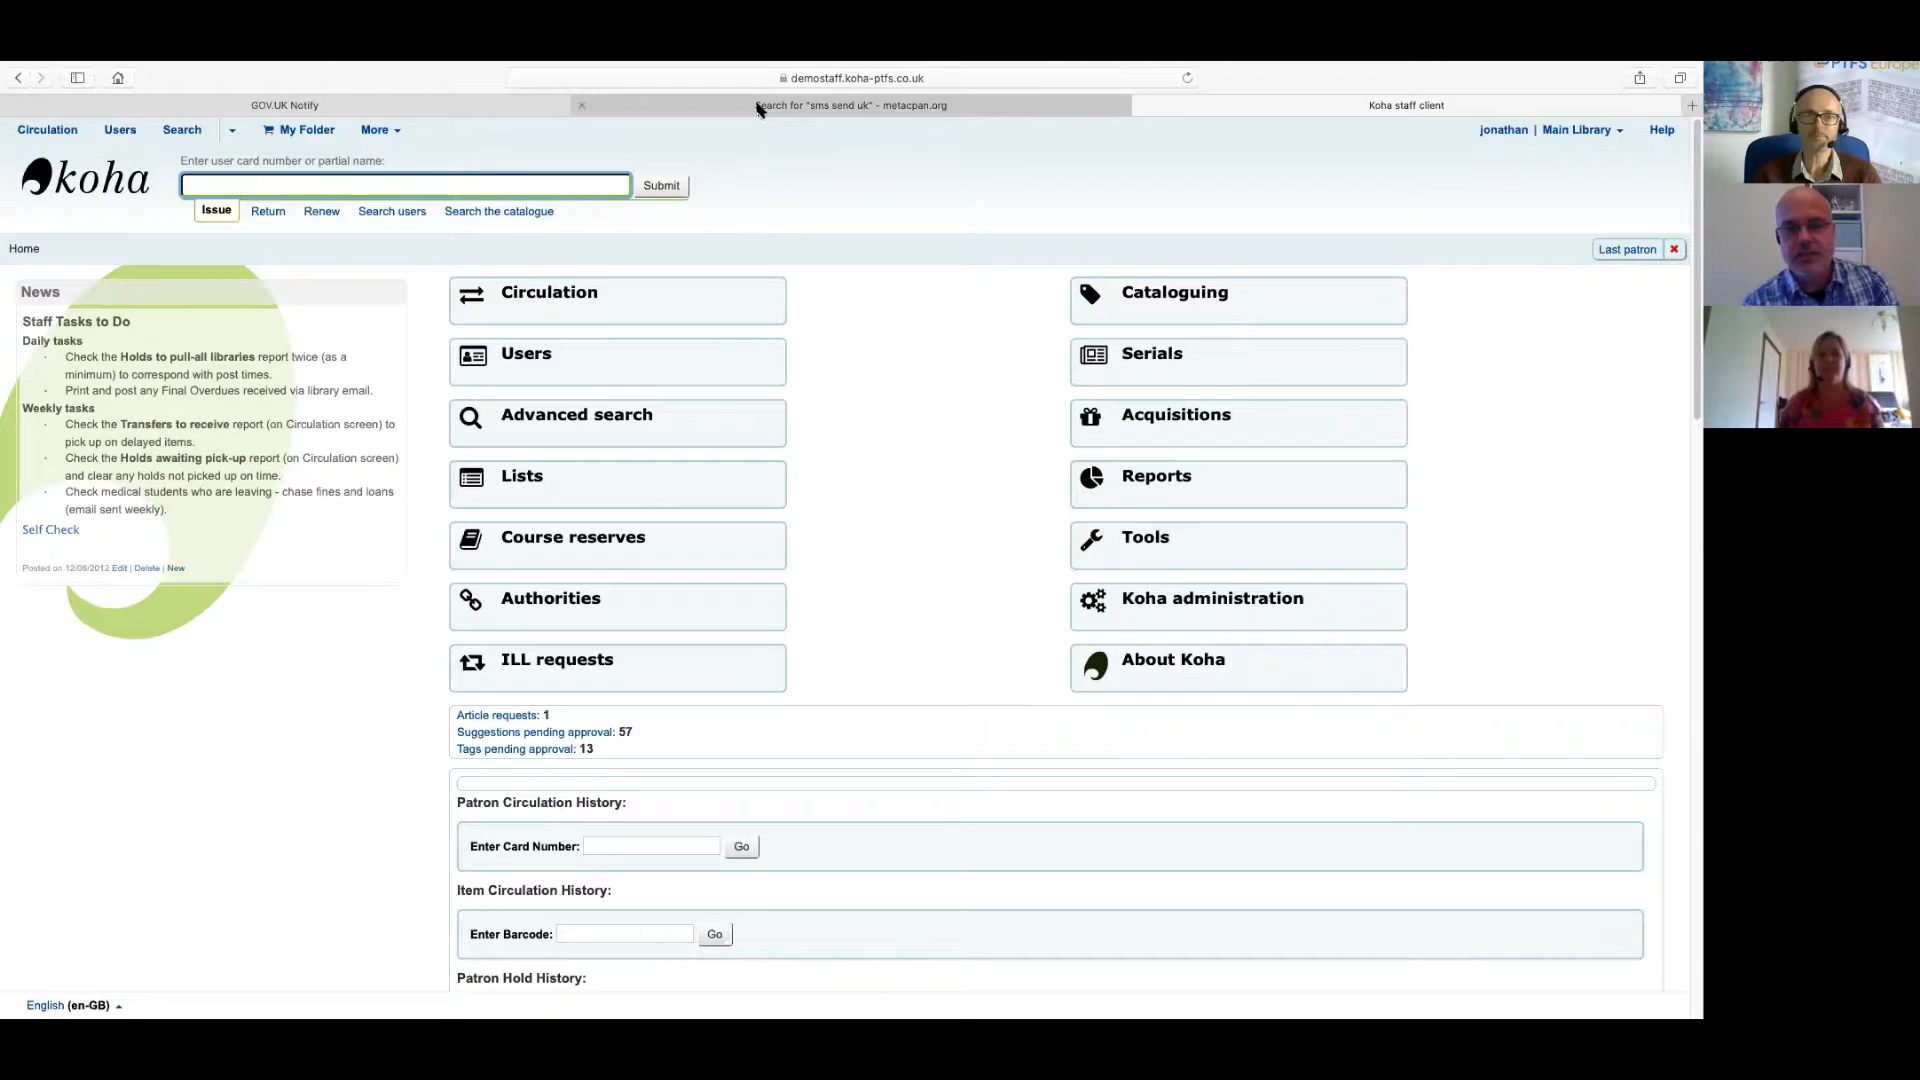 demostaff.koha-ptfs.co.uk
GOV.UK Notify
Search for "sms send uk" - metacpan.org
Koha staff client
Circulation Users Search My Folder More
jonathan | Main Library Help
koha
Enter user card number or partial name:
Submit
Issue Return Renew Search users Search the catalogue
Home
Last patron
News
Staff Tasks to Do
Daily tasks
· Check the Holds to pull-all libraries report twice (as a
minimum) to correspond with post times.
· Print and post any Final Overdues received via library email.
Weekly tasks
· Check the Transfers to receive report (on Circulation screen) to
pick up on delayed items.
· Check the Holds awaiting pick-up report (on Circulation screen)
and clear any holds not picked up on time.
· Check medical students who are leaving - chase fines and loans
(email sent weekly).
Self Check
Posted on 12/06/2012 Edit | Delete | New
Circulation
Users
Advanced search
Lists
Course reserves
Authorities
ILL requests
Cataloguing
Serials
Acquisitions
Reports
Tools
Koha administration
About Koha
Article requests: 1
Suggestions pending approval: 57
Tags pending approval: 13
Patron Circulation History:
Enter Card Number: Go
Item Circulation History:
Enter Barcode: Go
Patron Hold History:
English (en-GB)
PTFS Europe